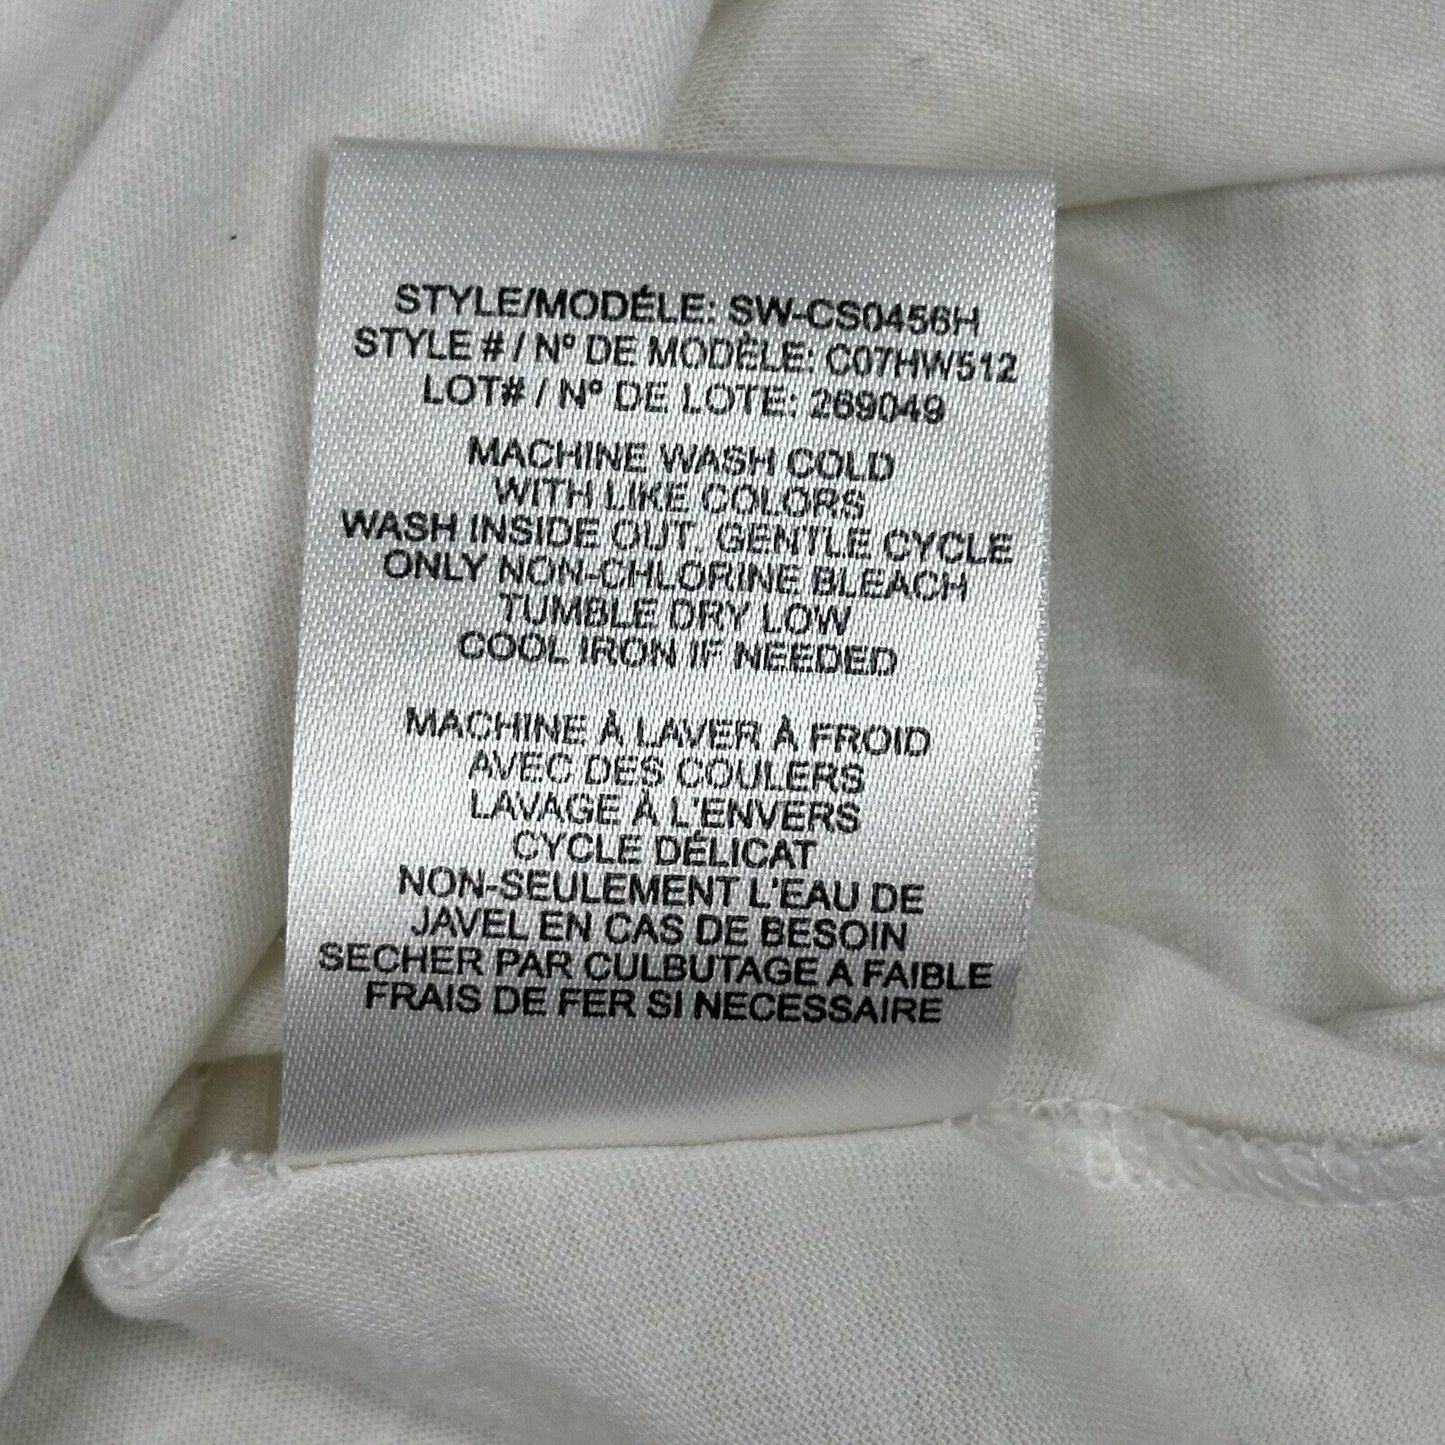 STYLE/MODÉLE: SW-CS0456H
STYLE # / Nº DE MODÈLE: C07HW512
LOT# / Nº DE LOTE: 269049
MACHINE WASH COLD
WITH LIKE COLORS
WASH INSIDE OUT, GENTLE CYCLE
ONLY NON-CHLORINE BLEACH
TUMBLE DRY LOW
COOL IRON IF NEEDED
MACHINE À LAVER À FROID
AVEC DES COULERS
LAVAGE À L'ENVERS
CYCLE DÉLICAT
NON-SEULEMENT L'EAU DE
JAVEL EN CAS DE BESOIN
SECHER PAR CULBUTAGE A FAIBLE
FRAIS DE FER SI NECESSAIRE